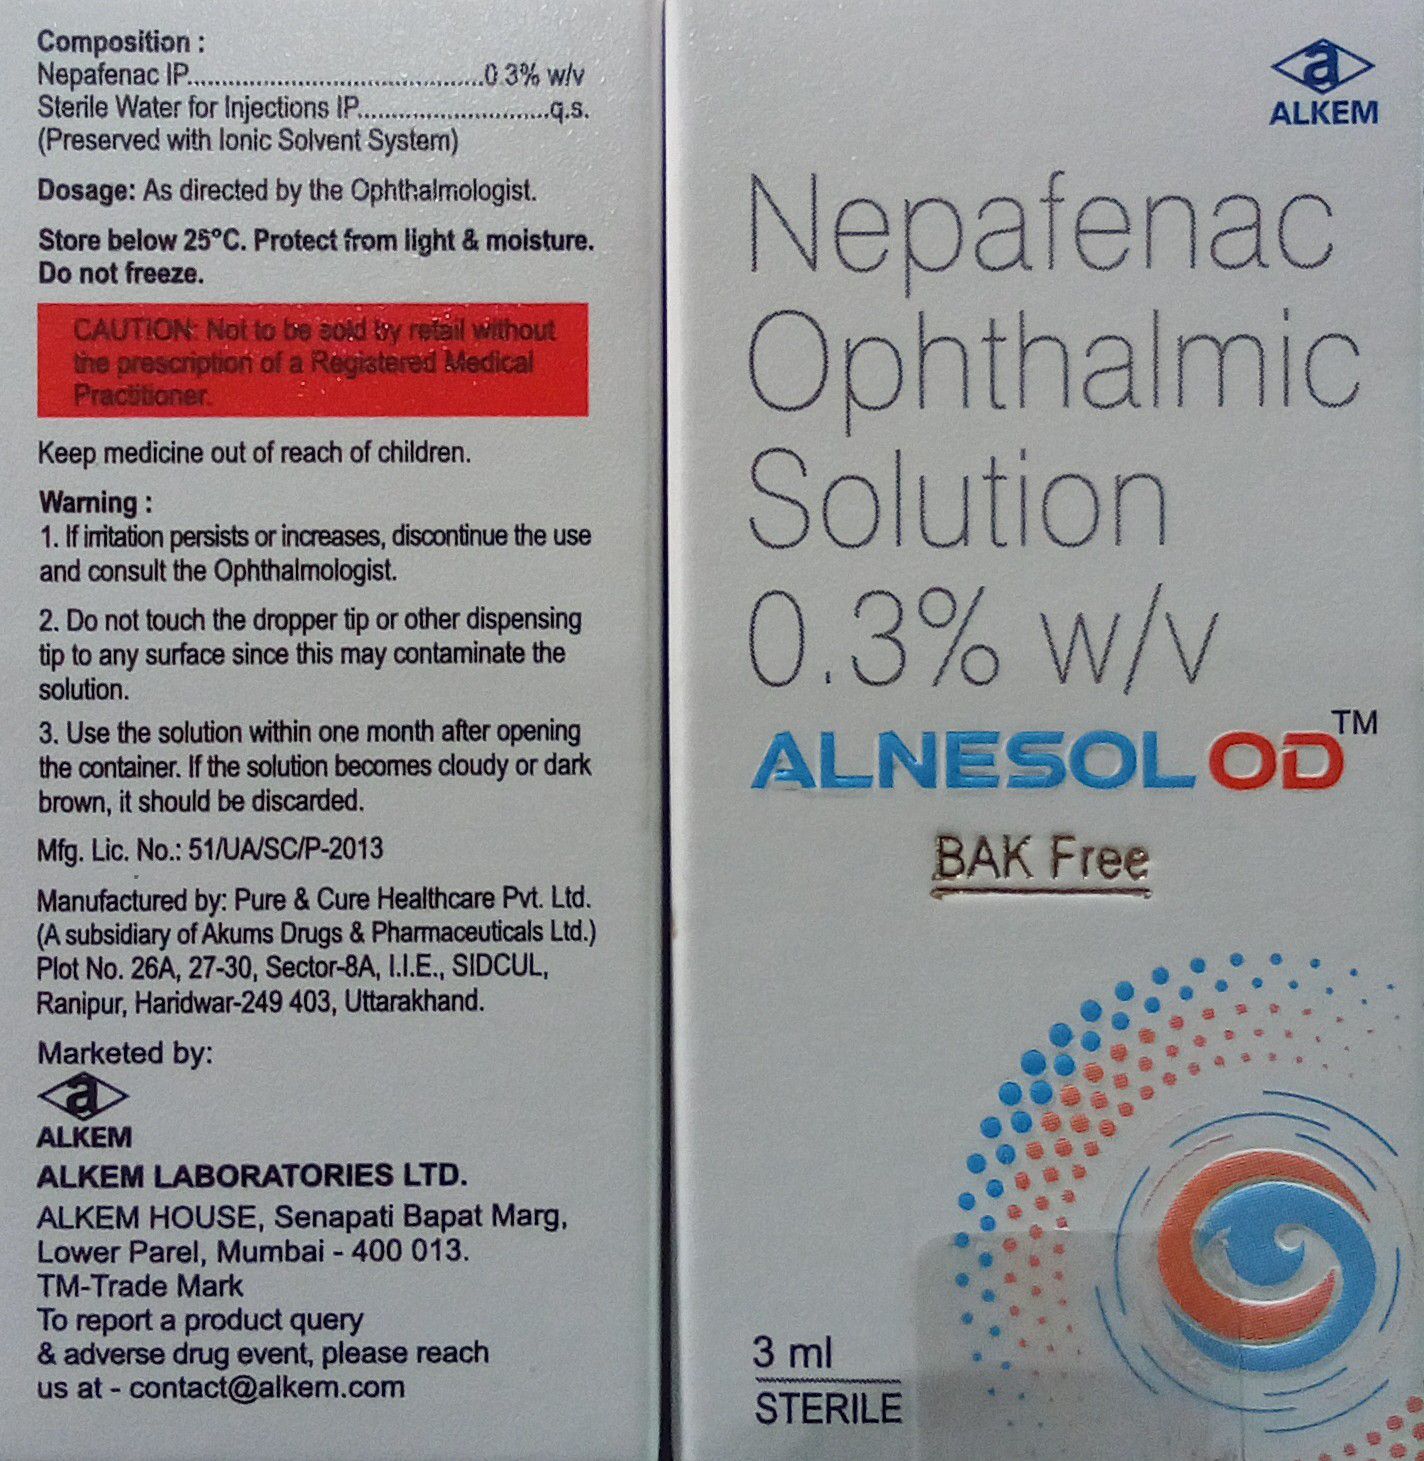 Composition :
Nepafenac IP............................................0.3% w/v
Sterile Water for Injections IP............................q.s.
(Preserved with Ionic Solvent System)
Dosage: As directed by the Ophthalmologist.
Store below 25°C. Protect from light & moisture.
Do not freeze.
CAUTION: Not to be sold by retail without
the prescription of a Registered Medical
Practitioner.
Keep medicine out of reach of children.
Warning :
1. If irritation persists or increases, discontinue the use
and consult the Ophthalmologist.
2. Do not touch the dropper tip or other dispensing
tip to any surface since this may contaminate the
solution.
3. Use the solution within one month after opening
the container. If the solution becomes cloudy or dark
brown, it should be discarded.
Mfg. Lic. No.: 51/UA/SC/P-2013
Manufactured by: Pure & Cure Healthcare Pvt. Ltd.
(A subsidiary of Akums Drugs & Pharmaceuticals Ltd.)
Plot No. 26A, 27-30, Sector-8A, I.I.E., SIDCUL,
Ranipur, Haridwar-249 403, Uttarakhand.
Marketed by:
a
ALKEM
ALKEM LABORATORIES LTD.
ALKEM HOUSE, Senapati Bapat Marg,
Lower Parel, Mumbai - 400 013.
TM-Trade Mark
To report a product query
& adverse drug event, please reach
us at - contact@alkem.com
a
ALKEM
Nepafenac
Ophthalmic
Solution
0.3% w/v
ALNESOL OD TM
BAK Free
3 ml
STERILE